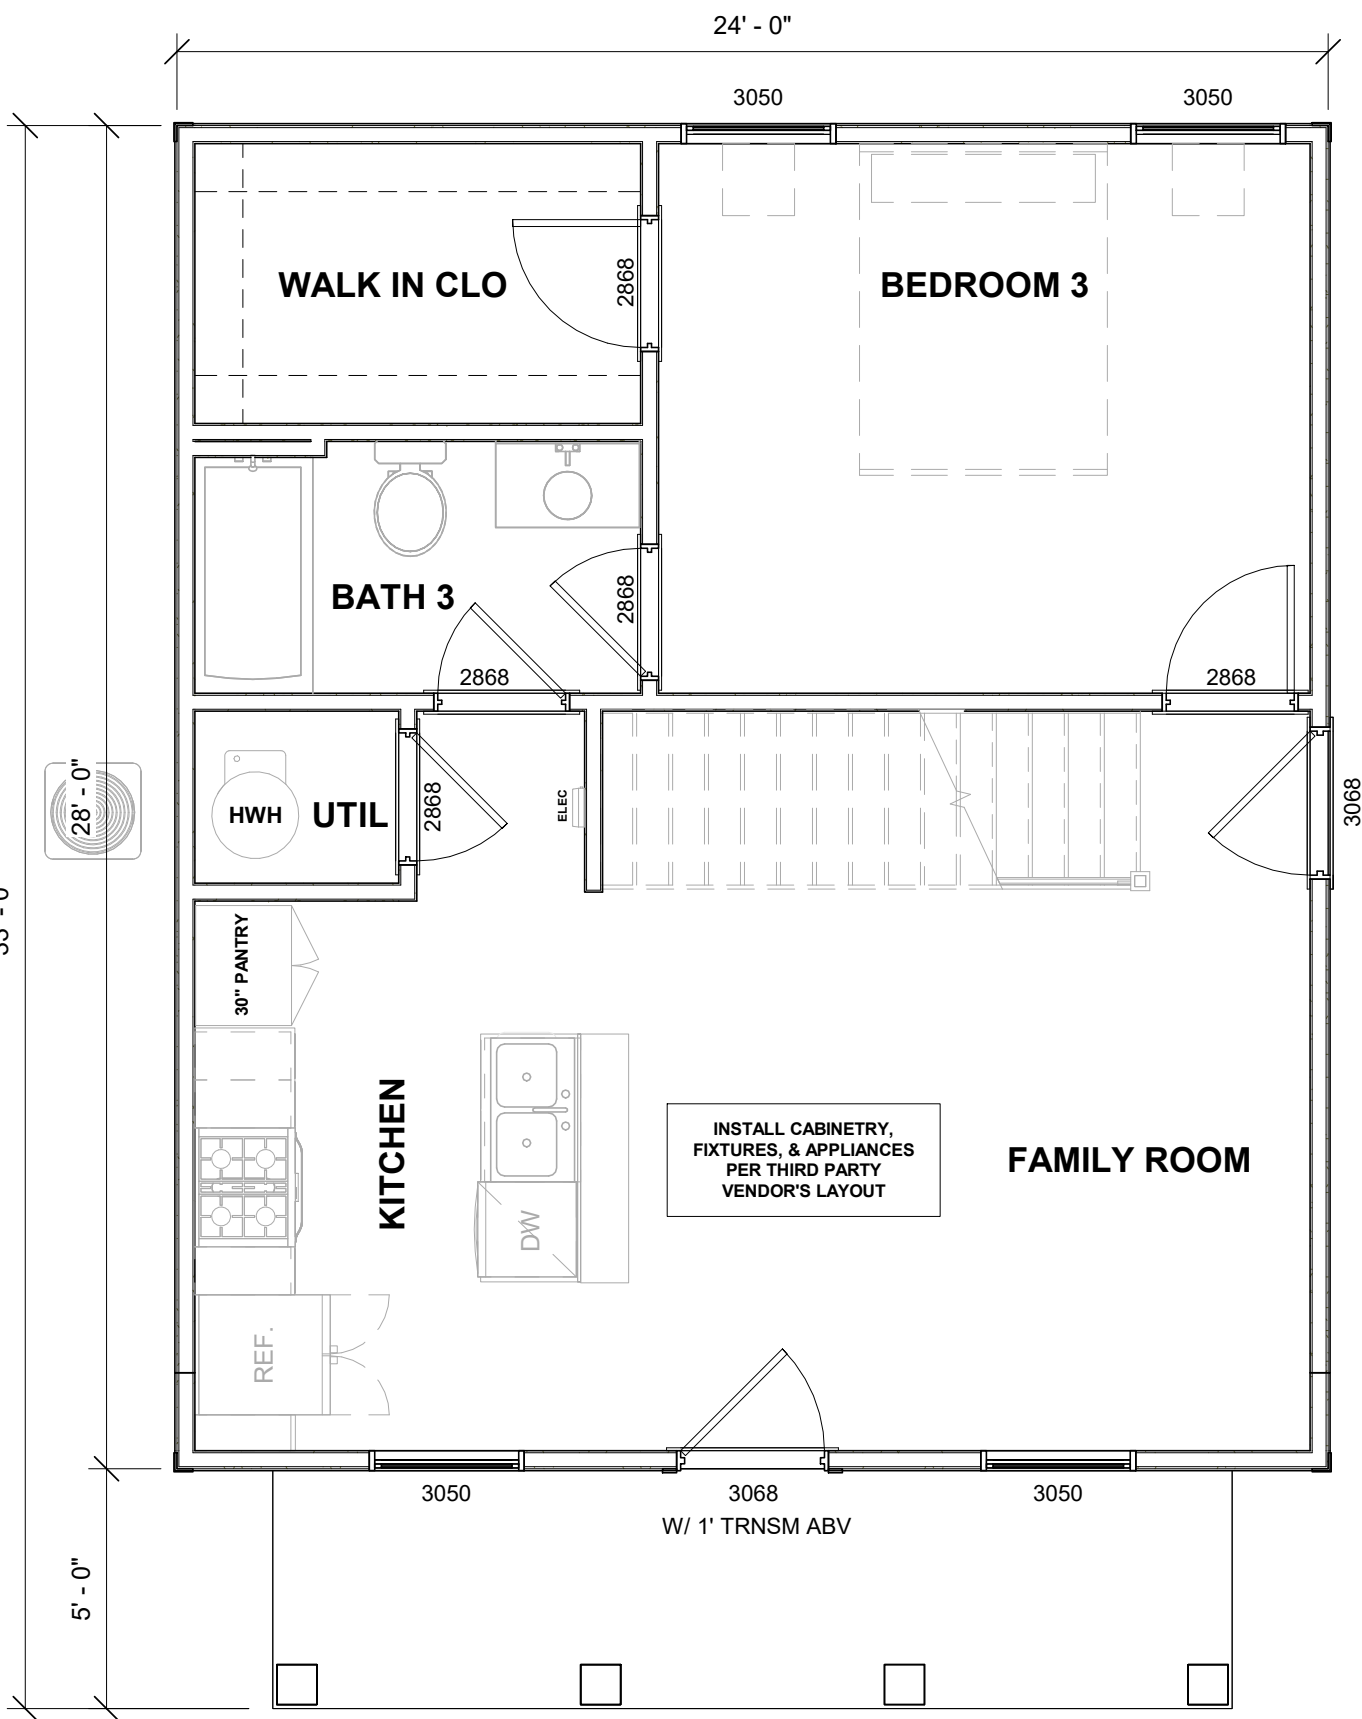 24' - 0"
3050
3050
WALK IN CLO
2868
BEDROOM 3
BATH 3
2868
2868
2868
28' - 0"
HWH
UTIL
2868
ELEC
3068
30" PANTRY
KITCHEN
INSTALL CABINETRY,
FIXTURES, & APPLIANCES
PER THIRD PARTY
VENDOR'S LAYOUT
FAMILY ROOM
DW
REF.
3050
3068
3050
W/ 1' TRNSM ABV
5' - 0"